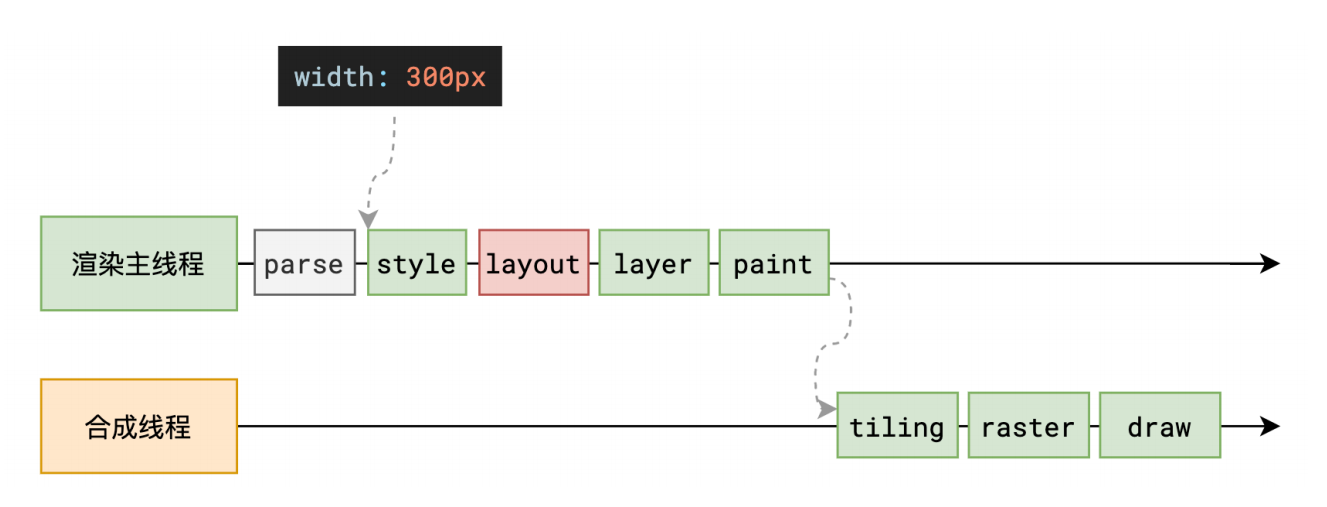 width: 300px
渲染主线程
parse
style
layout
layer
paint
合成线程
tiling
raster
draw